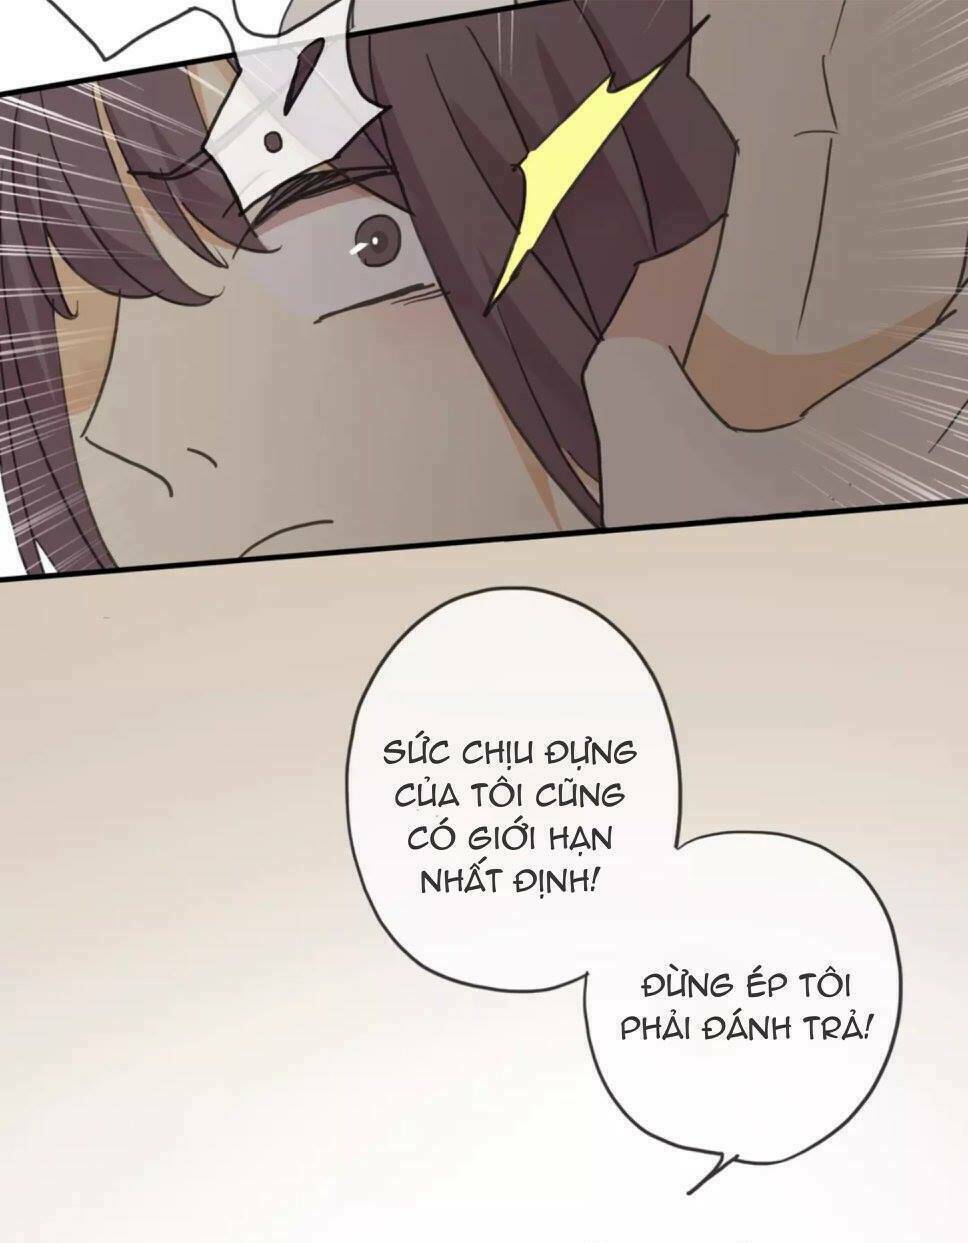 !
SỨC CHỊU ĐỰNG
CỦA TÔI CŨNG
CÓ GIỚI HẠN
NHẤT ĐỊNH!
ĐỪNG ÉP TÔI
PHẢI ĐÁNH TRẢ!